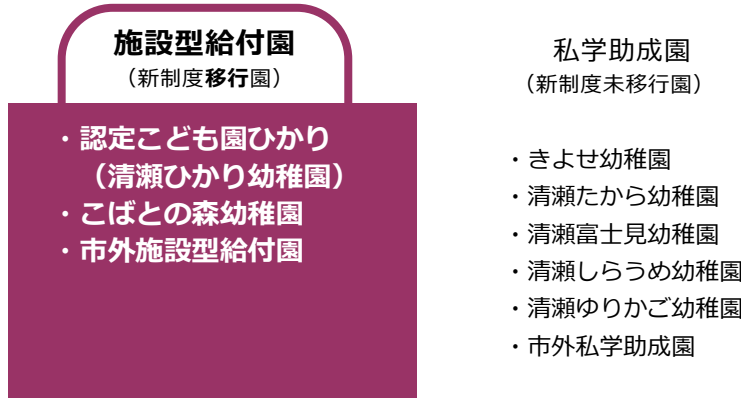 施設型給付園
（新制度移行園）
・認定こども園ひかり
（清瀬ひかり幼稚園）
・こばとの森幼稚園
・市外施設型給付園
私学助成園
（新制度未移行園）
・きよせ幼稚園
・清瀬たから幼稚園
・清瀬富士見幼稚園
・清瀬しらうめ幼稚園
・清瀬ゆりかご幼稚園
・市外私学助成園